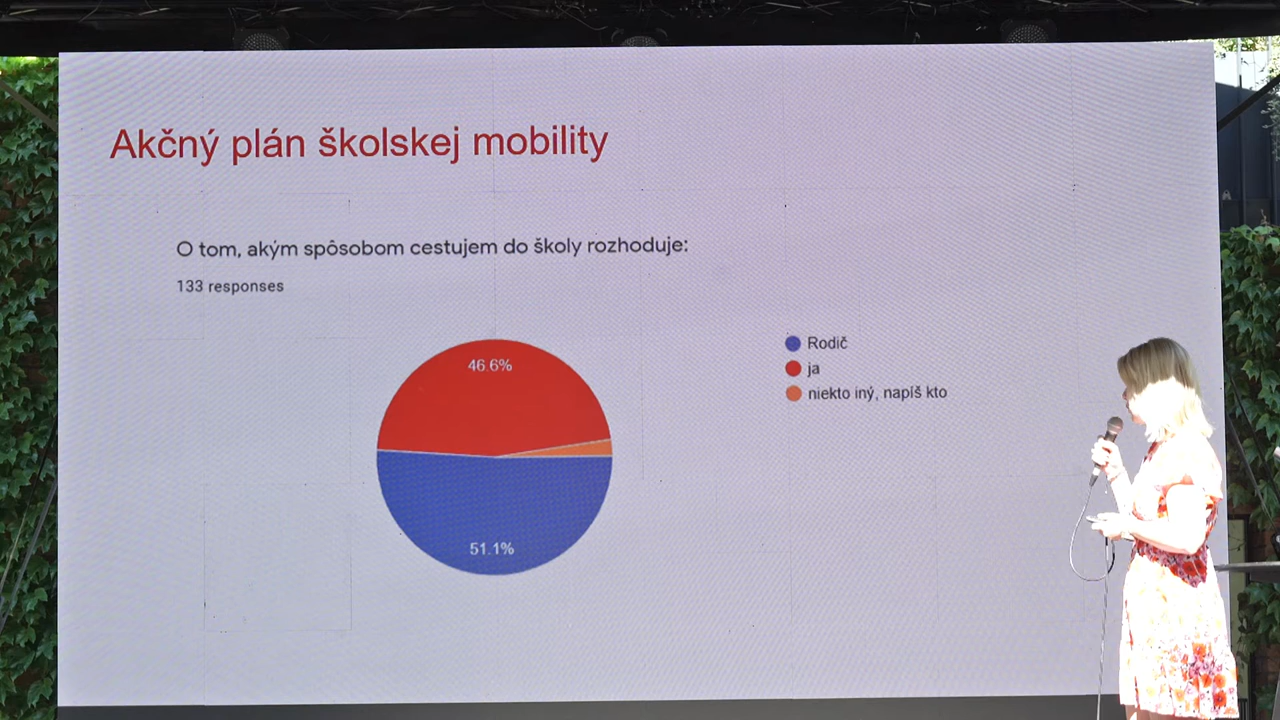 Akčný plán školskej mobility
O tom, akým spôsobom cestujem do školy rozhoduje:
133 responses
46.6%
51.1%
Rodič
ja
niekto iný, napíš kto